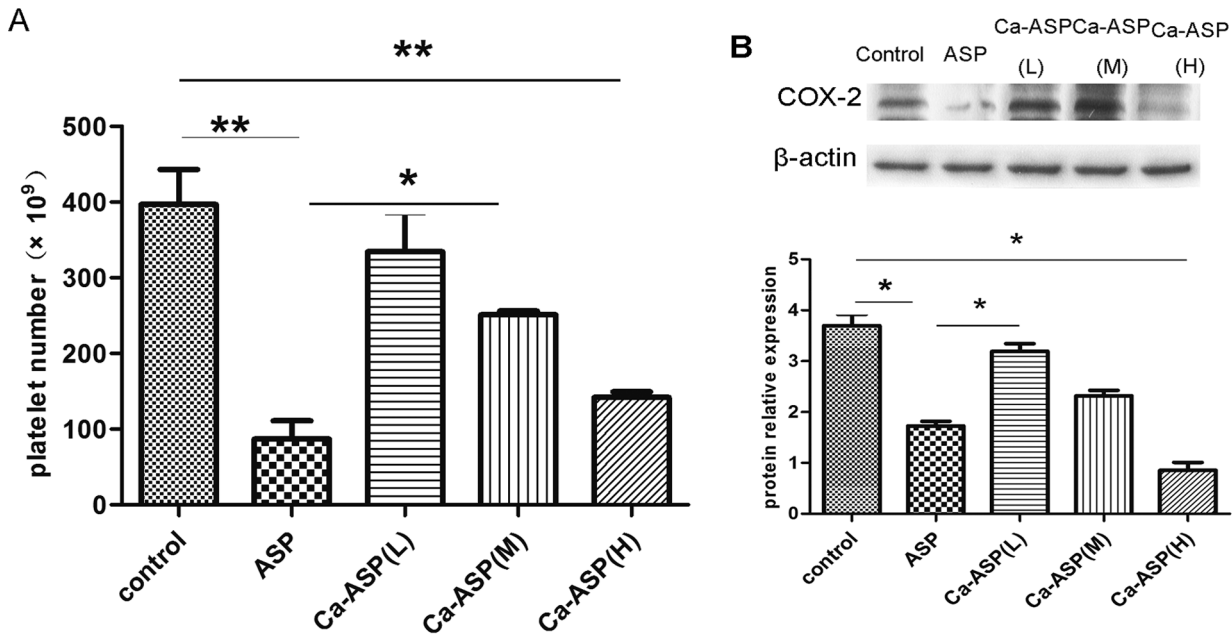 A
**
**
*
500
400
300
200
100
0
platelet number (× 10⁹)
control
ASP
Ca-ASP(L)
Ca-ASP(M)
Ca-ASP(H)
B
Control ASP Ca-ASP Ca-ASP Ca-ASP
(L) (M) (H)
COX-2
β-actin
*
*
*
5
4
3
2
1
0
protein relative expression
control
ASP
Ca-ASP(L)
Ca-ASP(M)
Ca-ASP(H)